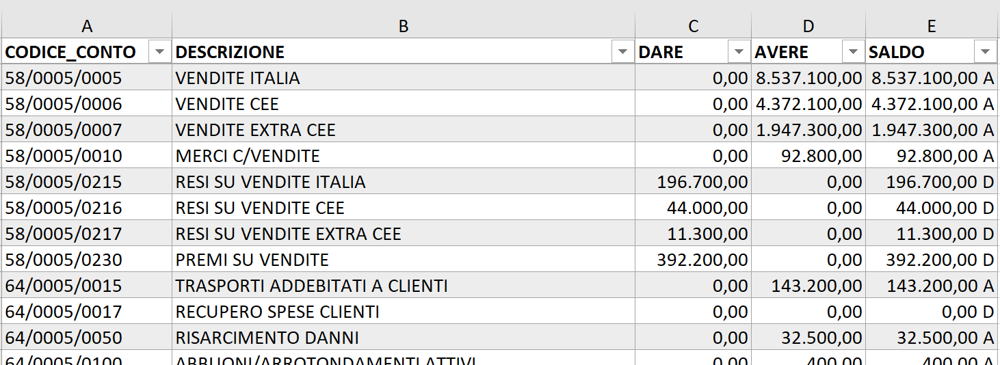 A B C D E
CODICE_CONTO DESCRIZIONE DARE AVERE SALDO
58/0005/0005 VENDITE ITALIA 0,00 8.537.100,00 8.537.100,00 A
58/0005/0006 VENDITE CEE 0,00 4.372.100,00 4.372.100,00 A
58/0005/0007 VENDITE EXTRA CEE 0,00 1.947.300,00 1.947.300,00 A
58/0005/0010 MERCI C/VENDITE 0,00 92.800,00 92.800,00 A
58/0005/0215 RESI SU VENDITE ITALIA 196.700,00 0,00 196.700,00 D
58/0005/0216 RESI SU VENDITE CEE 44.000,00 0,00 44.000,00 D
58/0005/0217 RESI SU VENDITE EXTRA CEE 11.300,00 0,00 11.300,00 D
58/0005/0230 PREMI SU VENDITE 392.200,00 0,00 392.200,00 D
64/0005/0015 TRASPORTI ADDEBITATI A CLIENTI 0,00 143.200,00 143.200,00 A
64/0005/0017 RECUPERO SPESE CLIENTI 0,00 0,00 0,00 D
64/0005/0050 RISARCIMENTO DANNI 0,00 32.500,00 32.500,00 A
64/0005/0100 ABBUONI/ARROTONDAMENTI ATTIVI 0,00 400,00 400,00 A